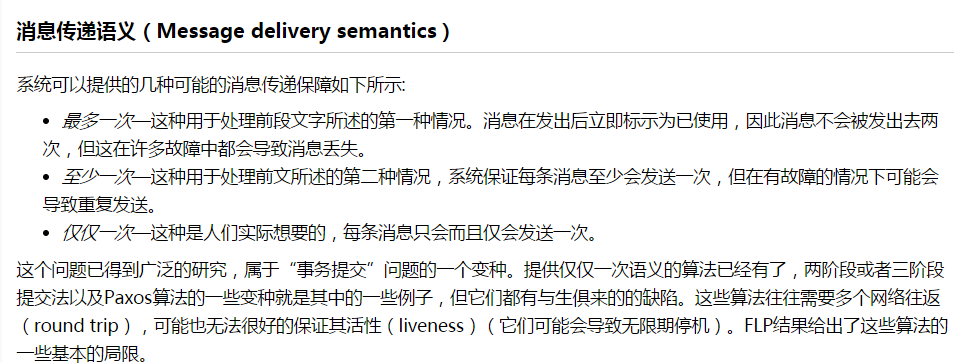 消息传递语义（Message delivery semantics）
系统可以提供的几种可能的消息传递保障如下所示:
• 最多一次—这种用于处理前段文字所述的第一种情况。消息在发出后立即标示为已使用，因此消息不会被发出去两
次，但这在许多故障中都会导致消息丢失。
• 至少一次—这种用于处理前文所述的第二种情况，系统保证每条消息至少会发送一次，但在有故障的情况下可能会
导致重复发送。
• 仅仅一次—这种是人们实际想要的，每条消息只会而且仅会发送一次。
这个问题已得到广泛的研究，属于“事务提交”问题的一个变种。提供仅仅一次语义的算法已经有了，两阶段或者三阶段
提交法以及Paxos算法的一些变种就是其中的一些例子，但它们都有与生俱来的的缺陷。这些算法往往需要多个网络往返
（round trip），可能也无法很好的保证其活性（liveness）（它们可能会导致无限期停机）。FLP结果给出了这些算法的
一些基本的局限。